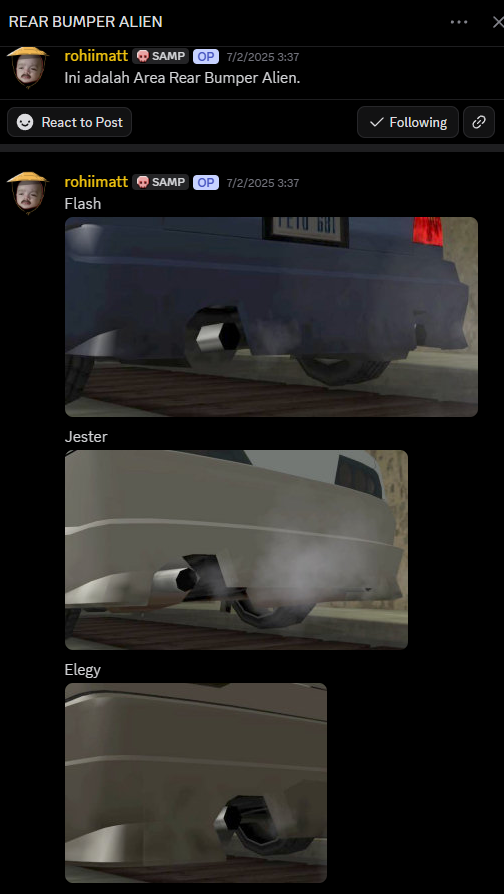 REAR BUMPER ALIEN
rohiimatt SAMP OP 7/2/2025 3:37
Ini adalah Area Rear Bumper Alien.
React to Post
Following
rohiimatt SAMP OP 7/2/2025 3:37
Flash
Jester
Elegy